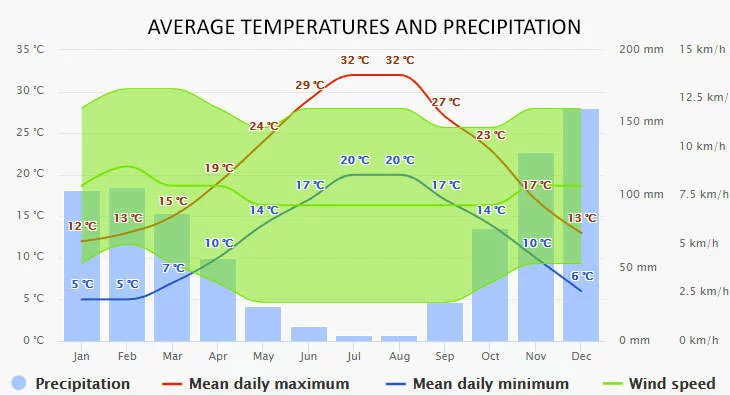 AVERAGE TEMPERATURES AND PRECIPITATION
35 °C 200 mm 15 km/h
32 °C 32 °C
30 °C
29 °C 12.5 km/h
27 °C
25 °C 24 °C 150 mm
23 °C
20 °C 19 °C 20 °C 20 °C 10 km/h
17 °C 17 °C 17 °C
15 °C 15 °C 14 °C 14 °C 100 mm 7.5 km/h
12 °C 13 °C 13 °C
10 °C 10 °C 10 °C 5 km/h
7 °C 50 mm
5 °C 5 °C 5 °C 6 °C 2.5 km/h
0 °C 0 mm 0 km/h
Jan Feb Mar Apr May Jun Jul Aug Sep Oct Nov Dec
Precipitation Mean daily maximum Mean daily minimum Wind speed